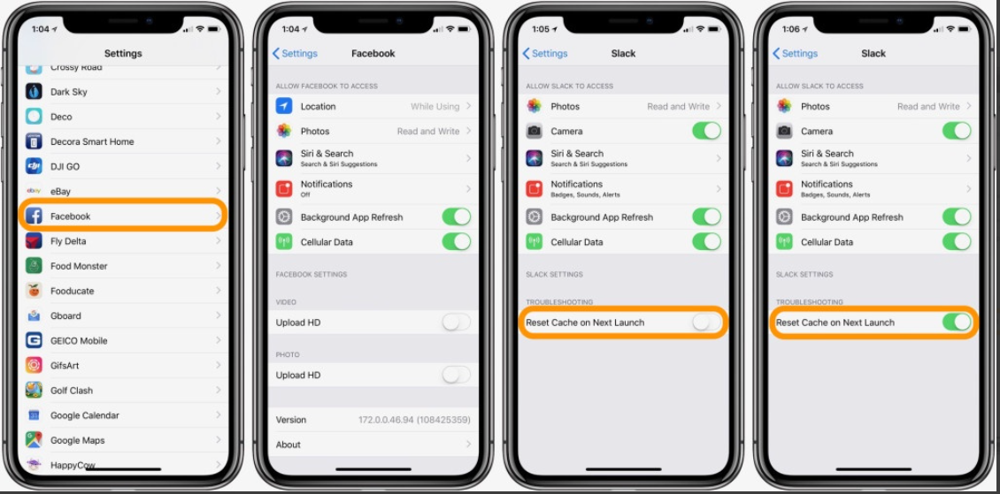 1:04
Settings
Crossy Road
Dark Sky
Deco
Decora Smart Home
DJI GO
eBay
Facebook
Fly Delta
Food Monster
Fooducate
Gboard
GEICO Mobile
GifsArt
Golf Clash
Google Calendar
Google Maps
HappyCow
1:04
Settings
Facebook
ALLOW FACEBOOK TO ACCESS
Location While Using
Photos Read and Write
Siri & Search
Search & Siri Suggestions
Notifications
Off
Background App Refresh
Cellular Data
FACEBOOK SETTINGS
VIDEO
Upload HD
PHOTO
Upload HD
Version 172.0.0.46.94 (108425359)
About
1:05
Settings
Slack
ALLOW SLACK TO ACCESS
Photos Read and Write
Camera
Siri & Search
Search & Siri Suggestions
Notifications
Badges, Sounds, Alerts
Background App Refresh
Cellular Data
SLACK SETTINGS
TROUBLESHOOTING
Reset Cache on Next Launch
1:06
Settings
Slack
ALLOW SLACK TO ACCESS
Photos Read and Write
Camera
Siri & Search
Search & Siri Suggestions
Notifications
Badges, Sounds, Alerts
Background App Refresh
Cellular Data
SLACK SETTINGS
TROUBLESHOOTING
Reset Cache on Next Launch